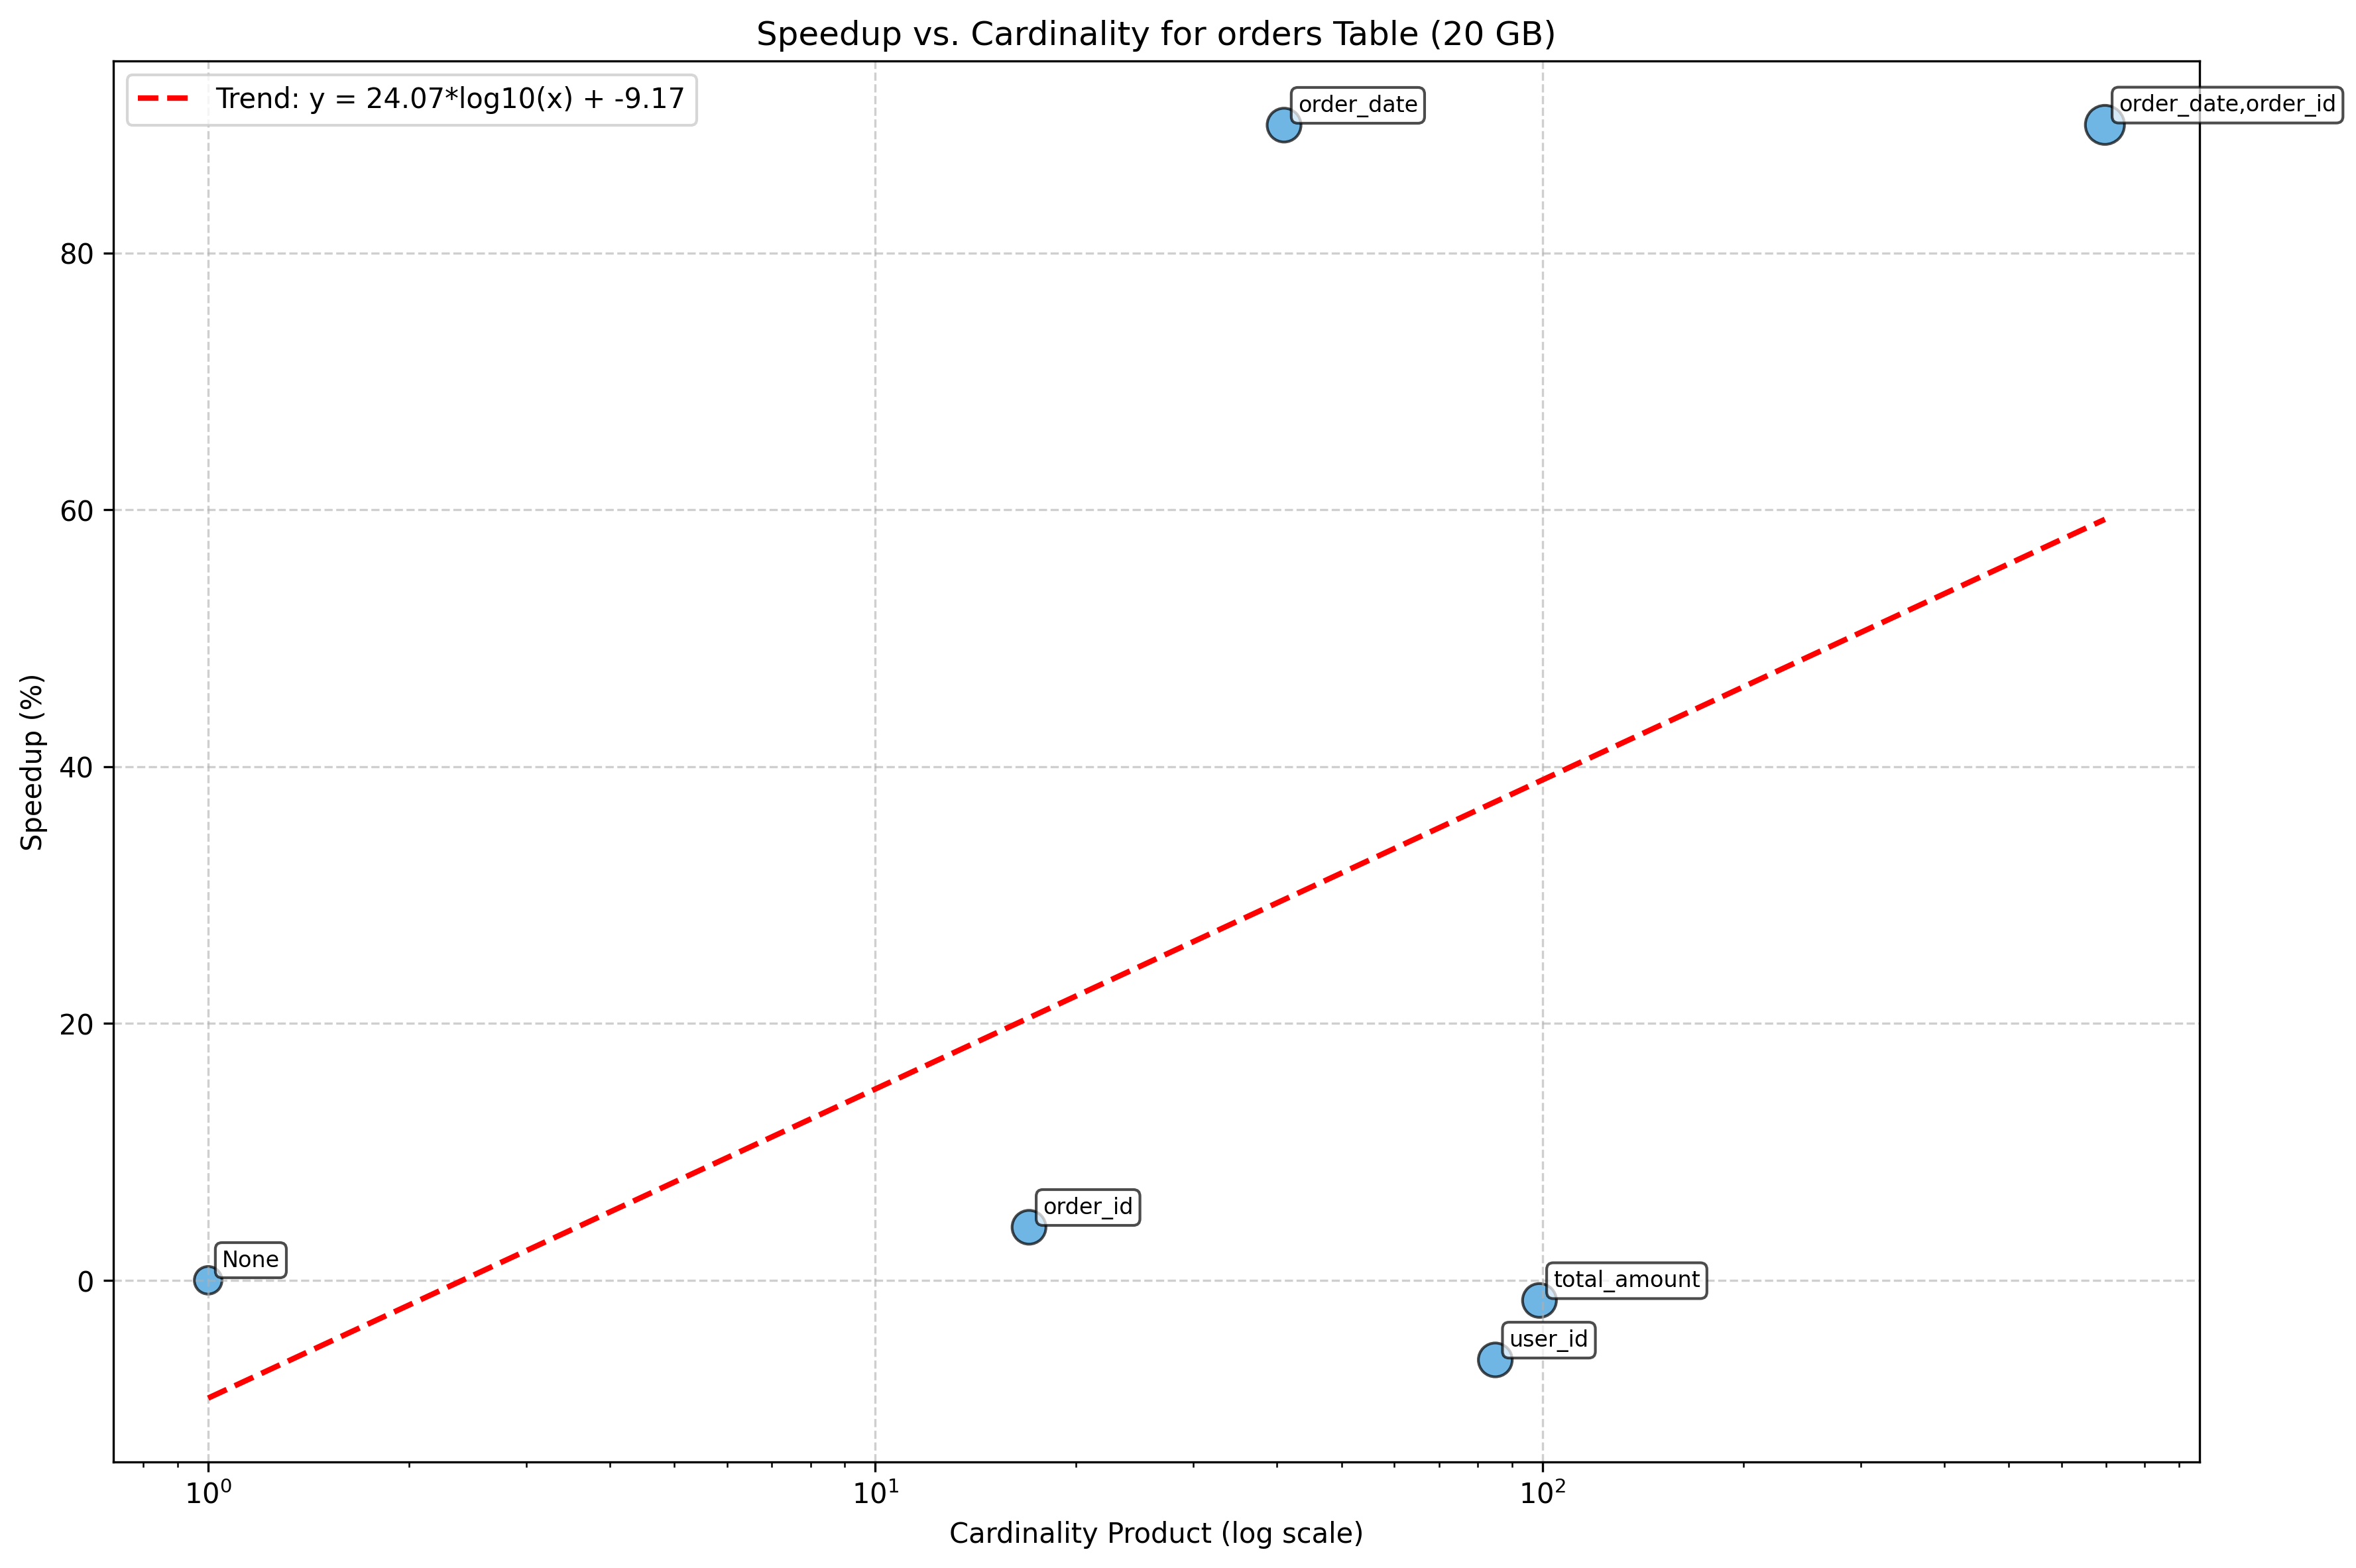 Speedup vs. Cardinality for orders Table (20 GB)
Trend: y = 24.07*log10(x) + -9.17
order_date
order_date,order_id
80
60
40
20
0
Speedup (%)
order_id
None
total_amount
user_id
10⁰
10¹
10²
Cardinality Product (log scale)